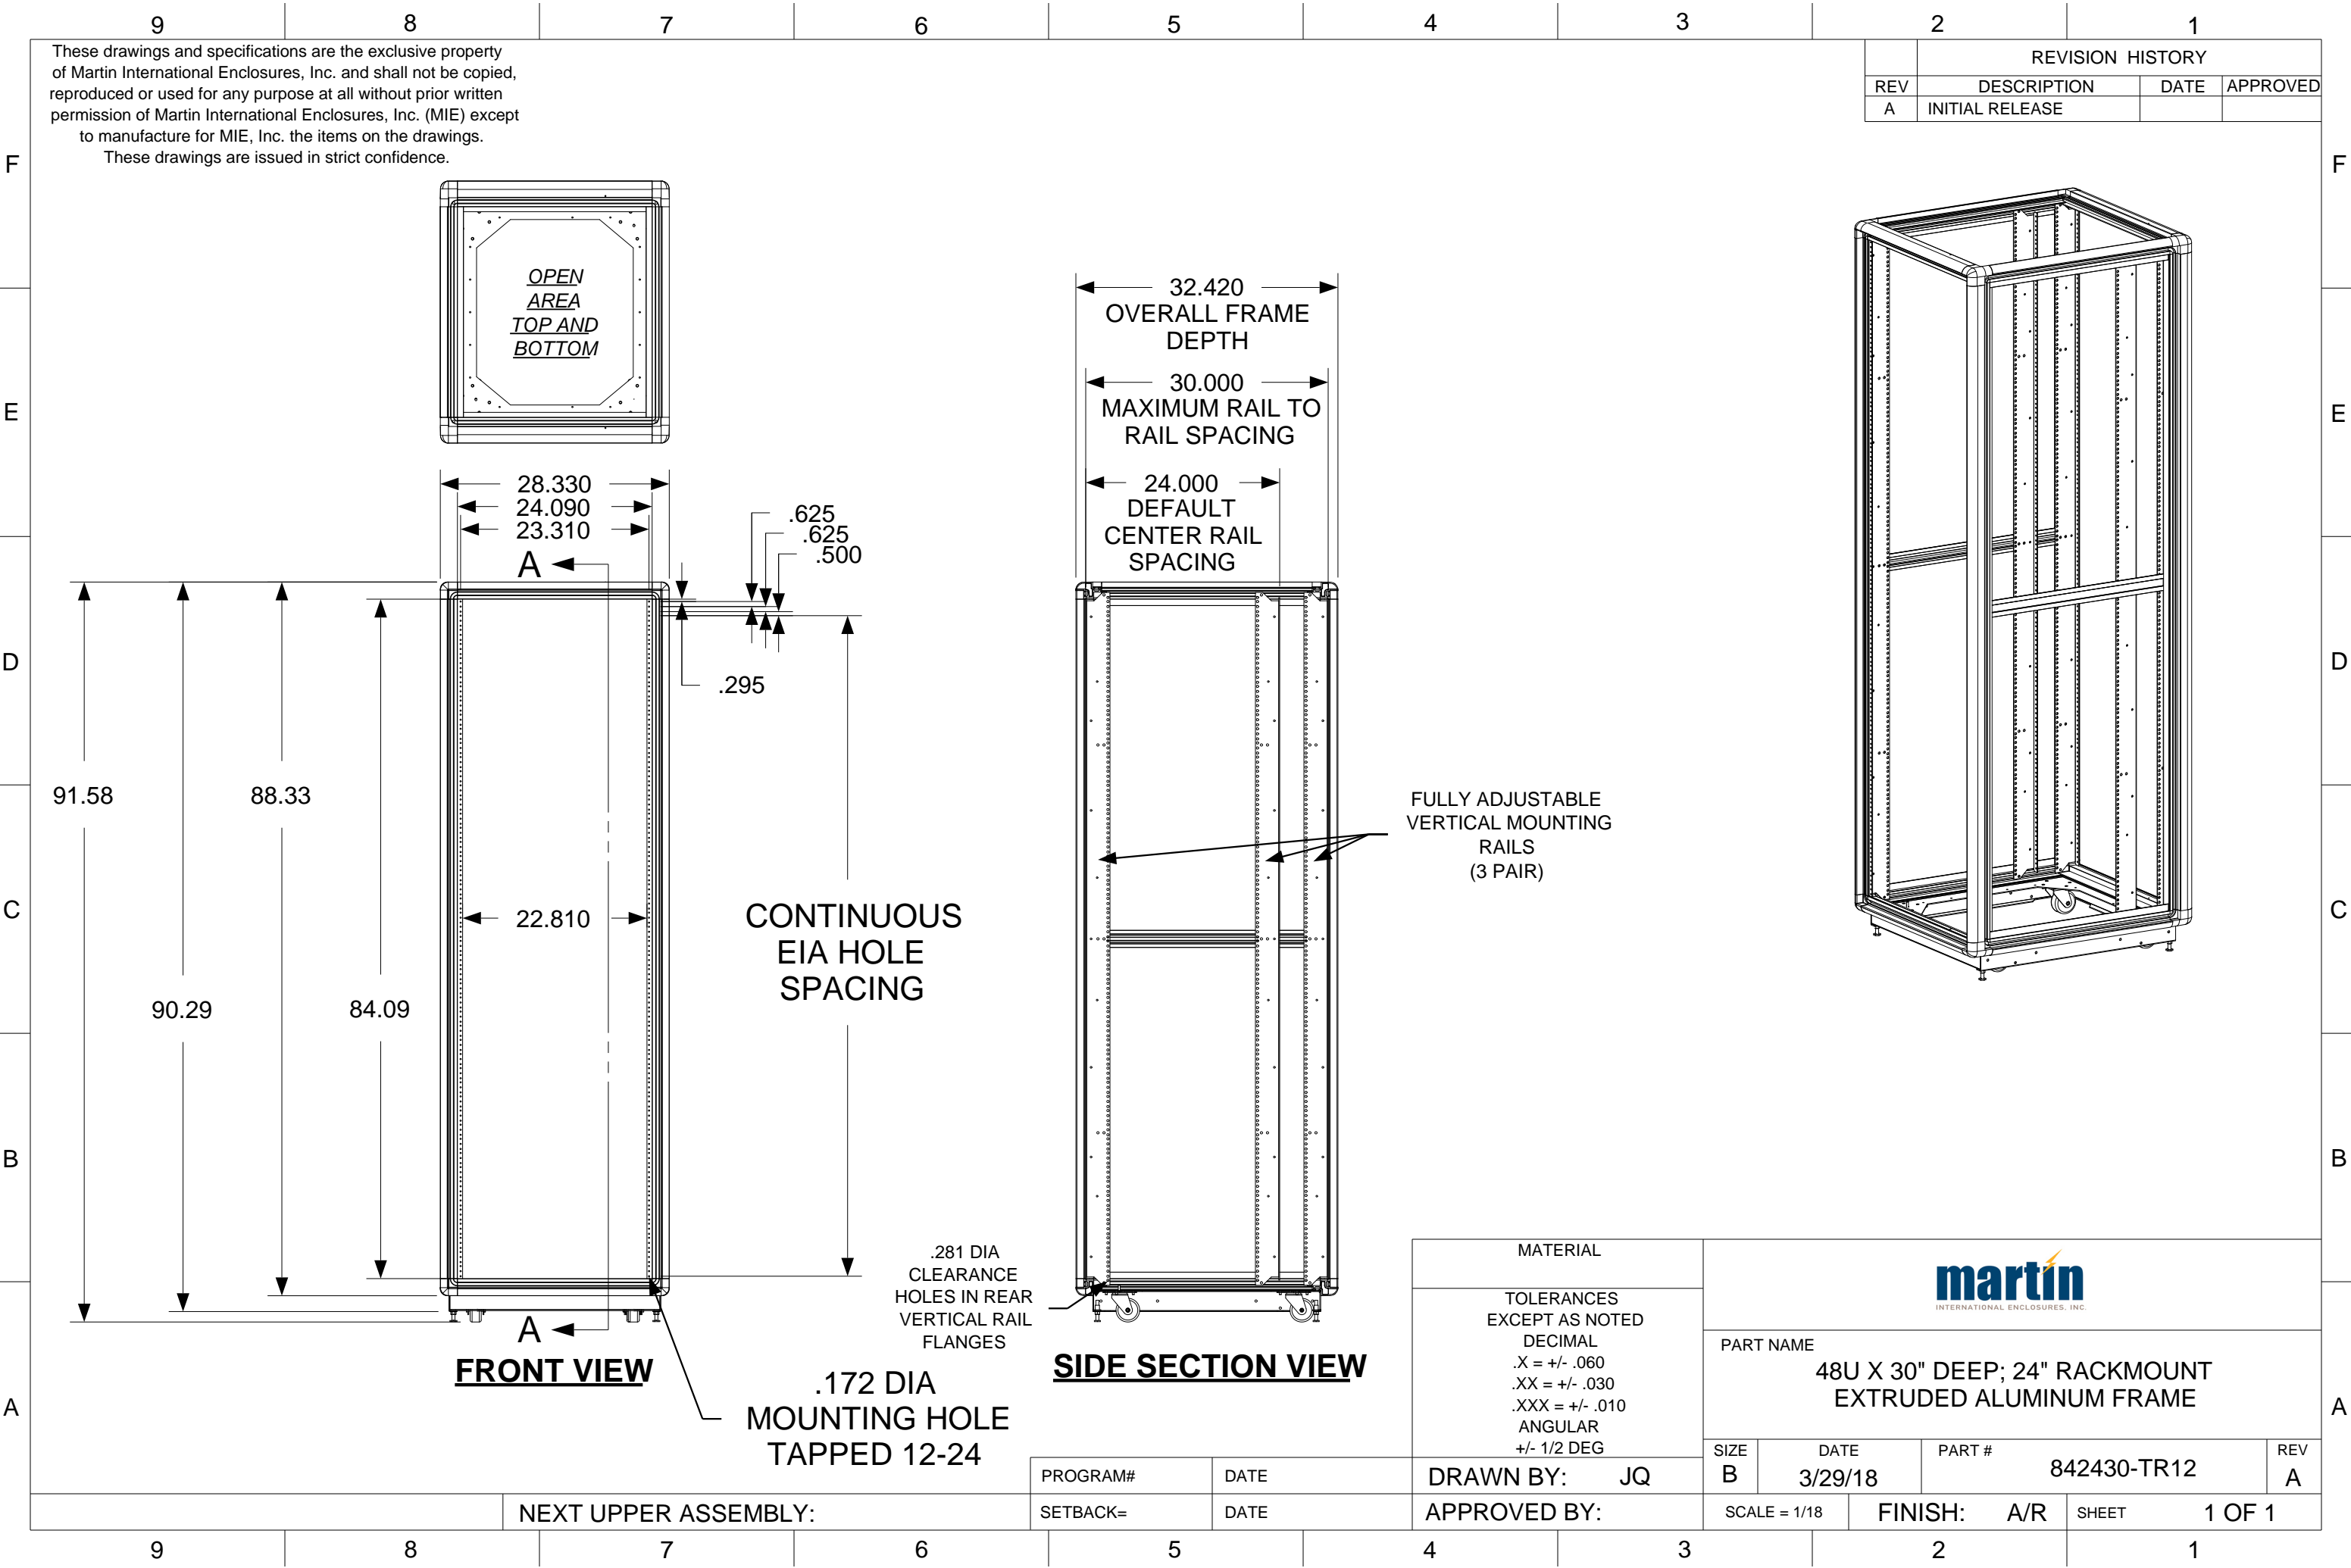 9 8 7 6 5 4 3 2 1
These drawings and specifications are the exclusive property
of Martin International Enclosures, Inc. and shall not be copied,
reproduced or used for any purpose at all without prior written
permission of Martin International Enclosures, Inc. (MIE) except
to manufacture for MIE, Inc. the items on the drawings.
These drawings are issued in strict confidence.
REVISION HISTORY
REV DESCRIPTION DATE APPROVED
A INITIAL RELEASE
F F
E E
D D
C C
B B
A A
OPEN
AREA
TOP AND
BOTTOM
28.330
24.090
23.310
.625
.625
.500
.295
A
91.58
88.33
90.29
84.09
22.810
CONTINUOUS
EIA HOLE
SPACING
A
FRONT VIEW
.172 DIA
MOUNTING HOLE
TAPPED 12-24
32.420
OVERALL FRAME
DEPTH
30.000
MAXIMUM RAIL TO
RAIL SPACING
24.000
DEFAULT
CENTER RAIL
SPACING
FULLY ADJUSTABLE
VERTICAL MOUNTING
RAILS
(3 PAIR)
.281 DIA
CLEARANCE
HOLES IN REAR
VERTICAL RAIL
FLANGES
SIDE SECTION VIEW
MATERIAL
TOLERANCES
EXCEPT AS NOTED
DECIMAL
.X = +/- .060
.XX = +/- .030
.XXX = +/- .010
ANGULAR
+/- 1/2 DEG
martin
INTERNATIONAL ENCLOSURES, INC.
PART NAME
48U X 30" DEEP; 24" RACKMOUNT
EXTRUDED ALUMINUM FRAME
SIZE B
DATE 3/29/18
PART # 842430-TR12
REV A
PROGRAM# DATE
DRAWN BY: JQ
NEXT UPPER ASSEMBLY:
SETBACK= DATE
APPROVED BY:
SCALE = 1/18
FINISH: A/R
SHEET 1 OF 1
9 8 7 6 5 4 3 2 1